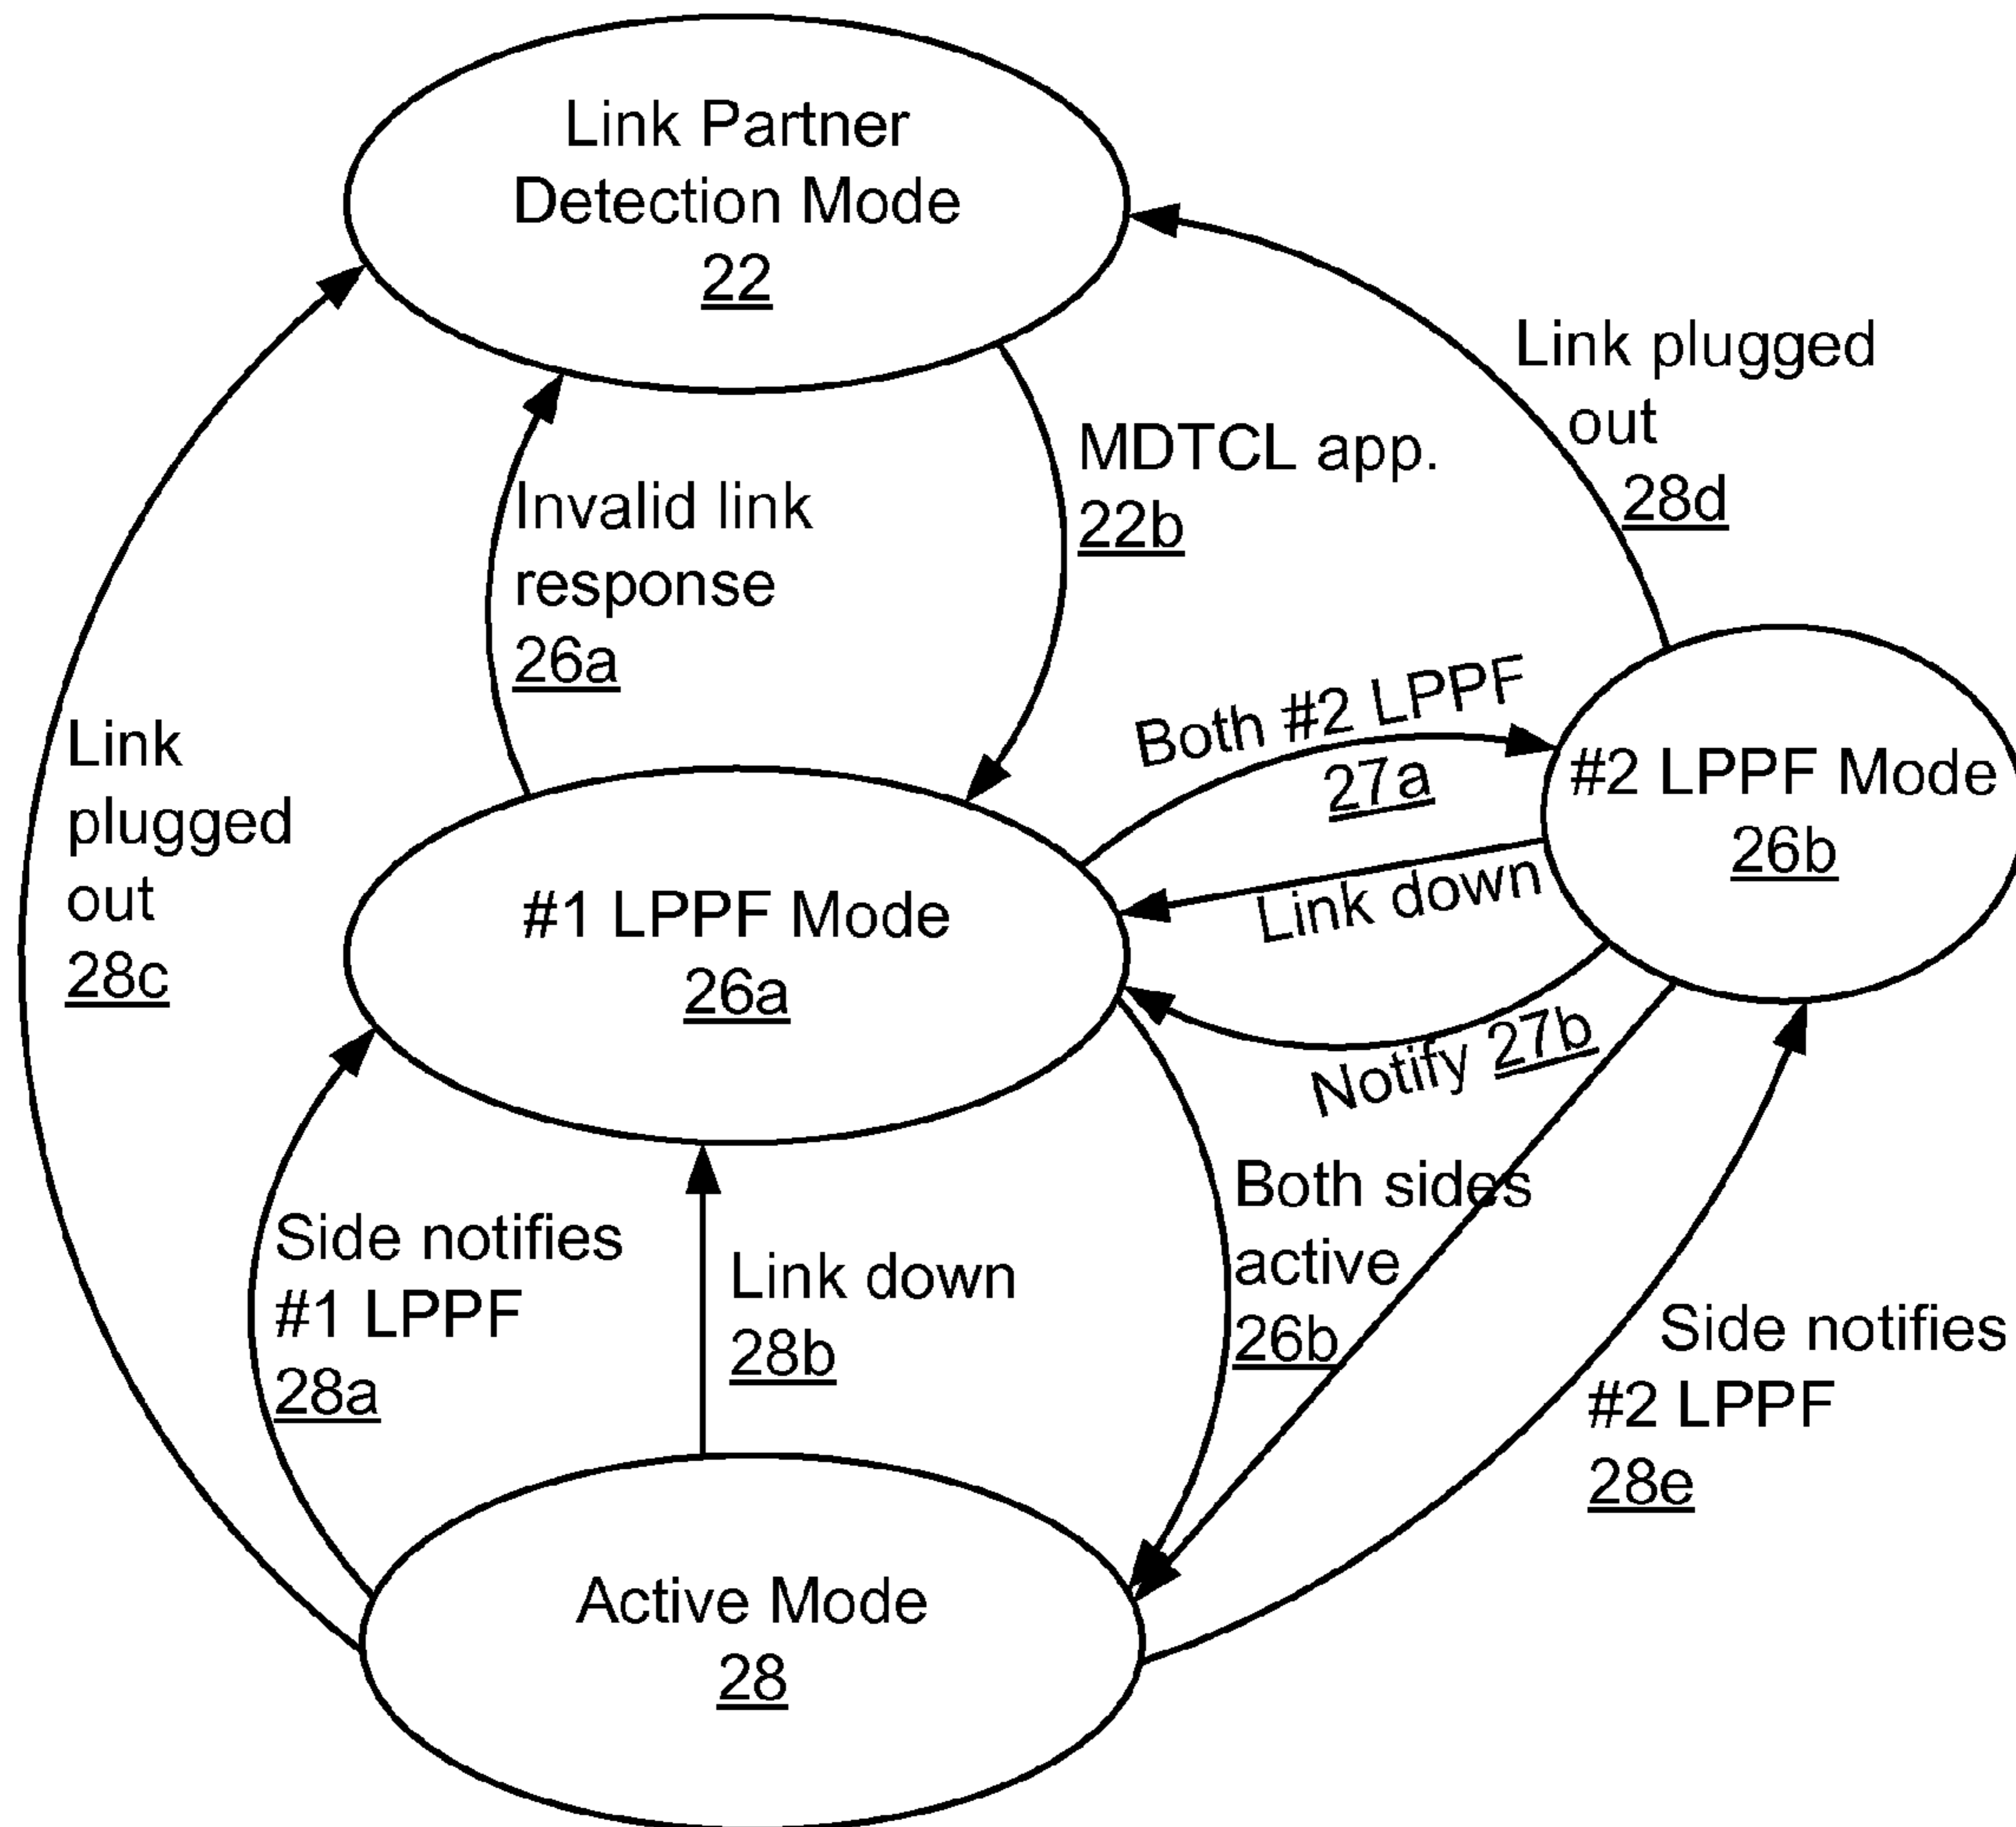 Link Partner
Detection Mode
22
Link plugged
out
28d
MDTCL app.
22b
Invalid link
response
26a
Both #2 LPPF
27a
#2 LPPF Mode
26b
Link down
Notify 27b
Link
plugged
out
28c
#1 LPPF Mode
26a
Both sides
active
26b
Side notifies
#1 LPPF
28a
Link down
28b
Side notifies
#2 LPPF
28e
Active Mode
28